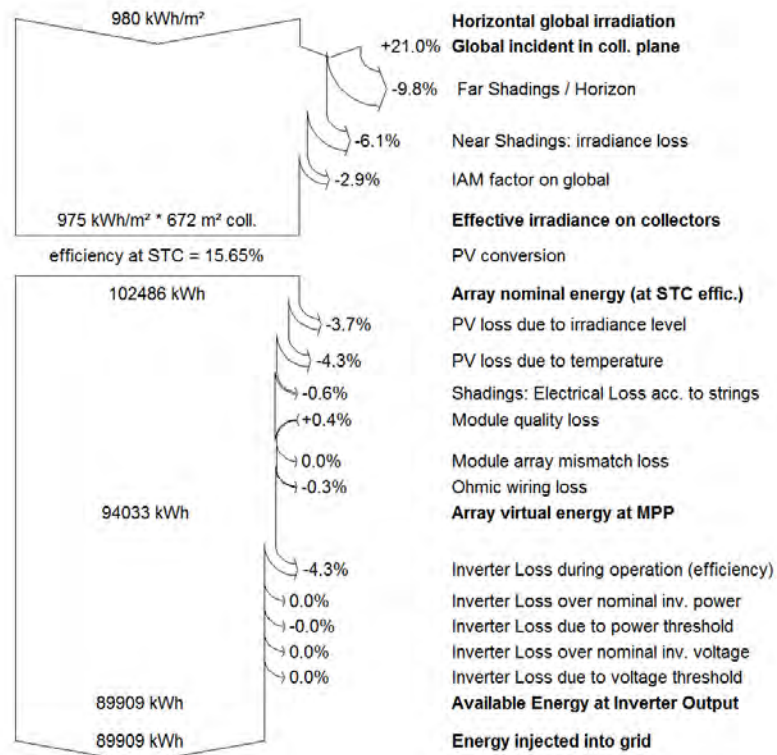 980 kWh/m² Horizontal global irradiation
+21.0% Global incident in coll. plane
-9.8% Far Shadings / Horizon
-6.1% Near Shadings: irradiance loss
-2.9% IAM factor on global
975 kWh/m² * 672 m² coll. Effective irradiance on collectors
efficiency at STC = 15.65% PV conversion
102486 kWh Array nominal energy (at STC effic.)
-3.7% PV loss due to irradiance level
-4.3% PV loss due to temperature
-0.6% Shadings: Electrical Loss acc. to strings
+0.4% Module quality loss
0.0% Module array mismatch loss
-0.3% Ohmic wiring loss
94033 kWh Array virtual energy at MPP
-4.3% Inverter Loss during operation (efficiency)
0.0% Inverter Loss over nominal inv. power
-0.0% Inverter Loss due to power threshold
0.0% Inverter Loss over nominal inv. voltage
0.0% Inverter Loss due to voltage threshold
89909 kWh Available Energy at Inverter Output
89909 kWh Energy injected into grid